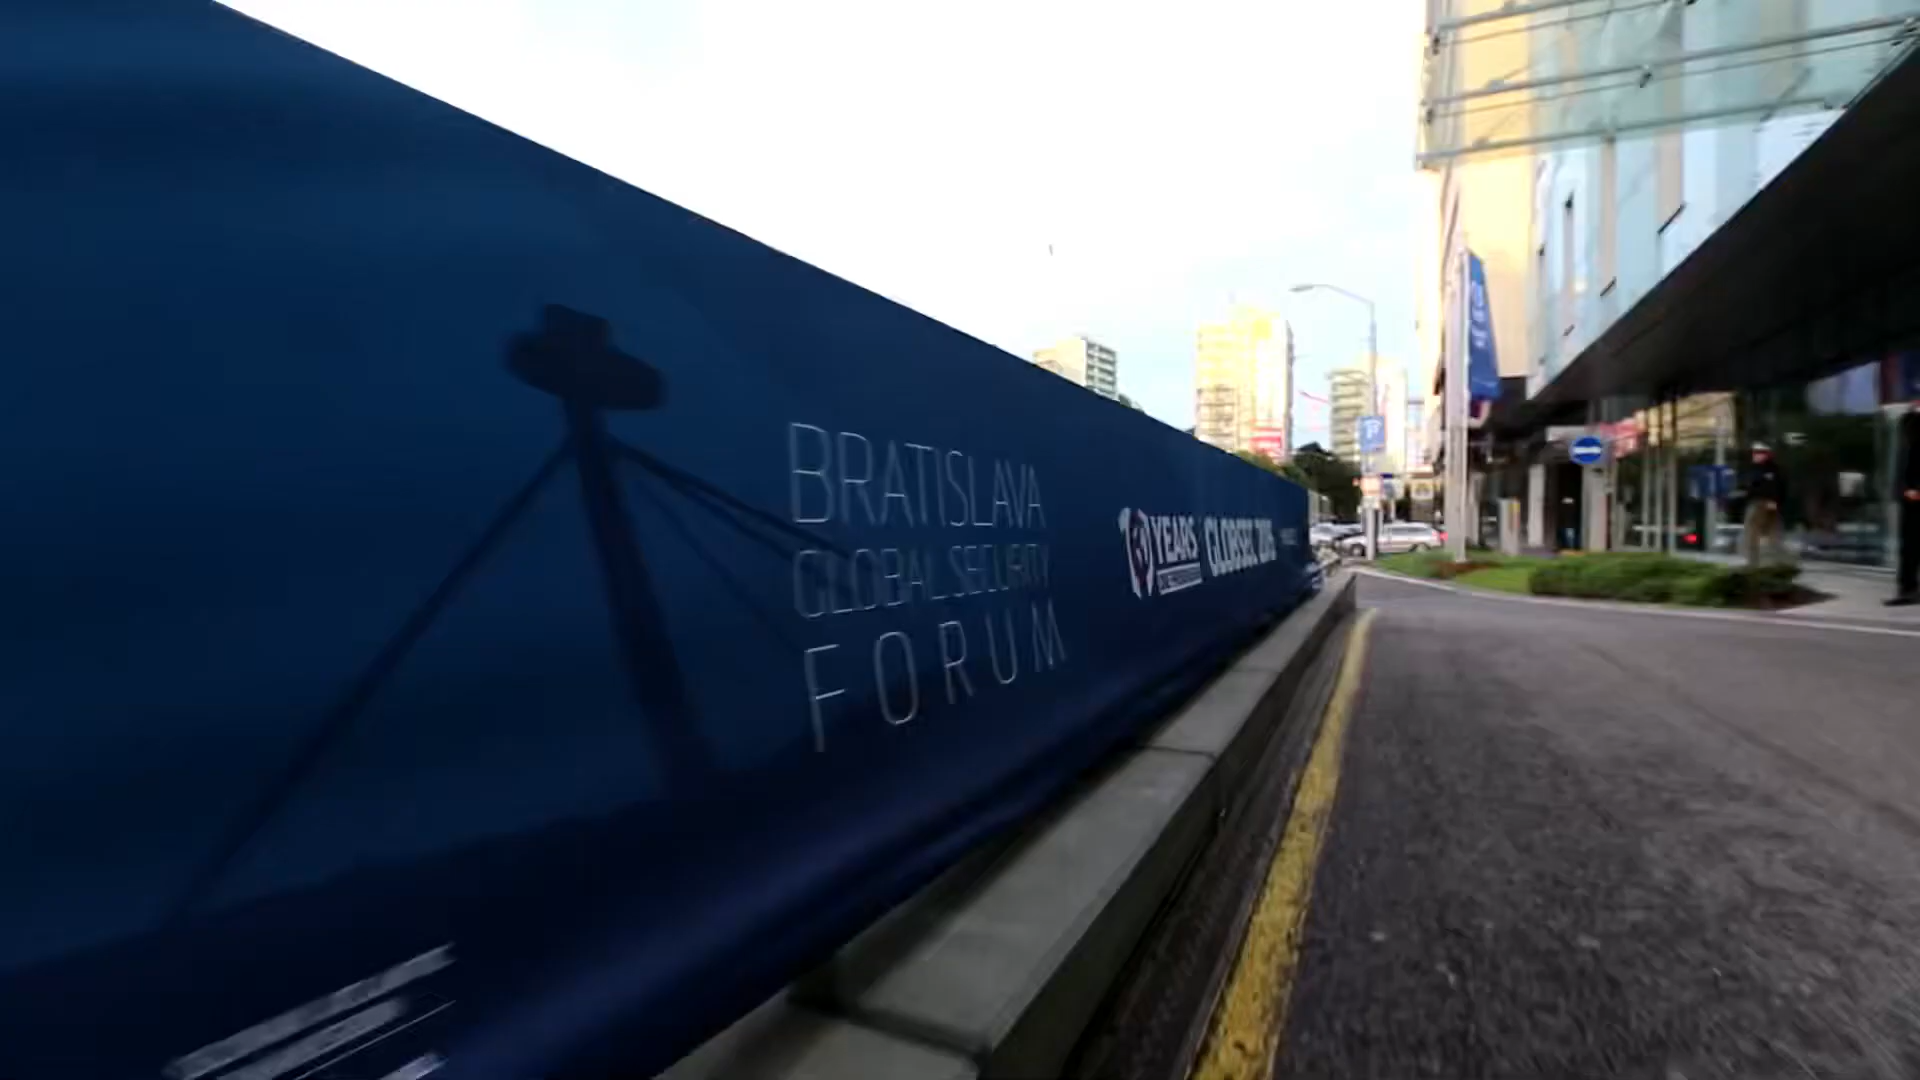 BRATISLAVA
GLOBAL SECURITY
FORUM
10 YEARS
GLOBSEC 2015